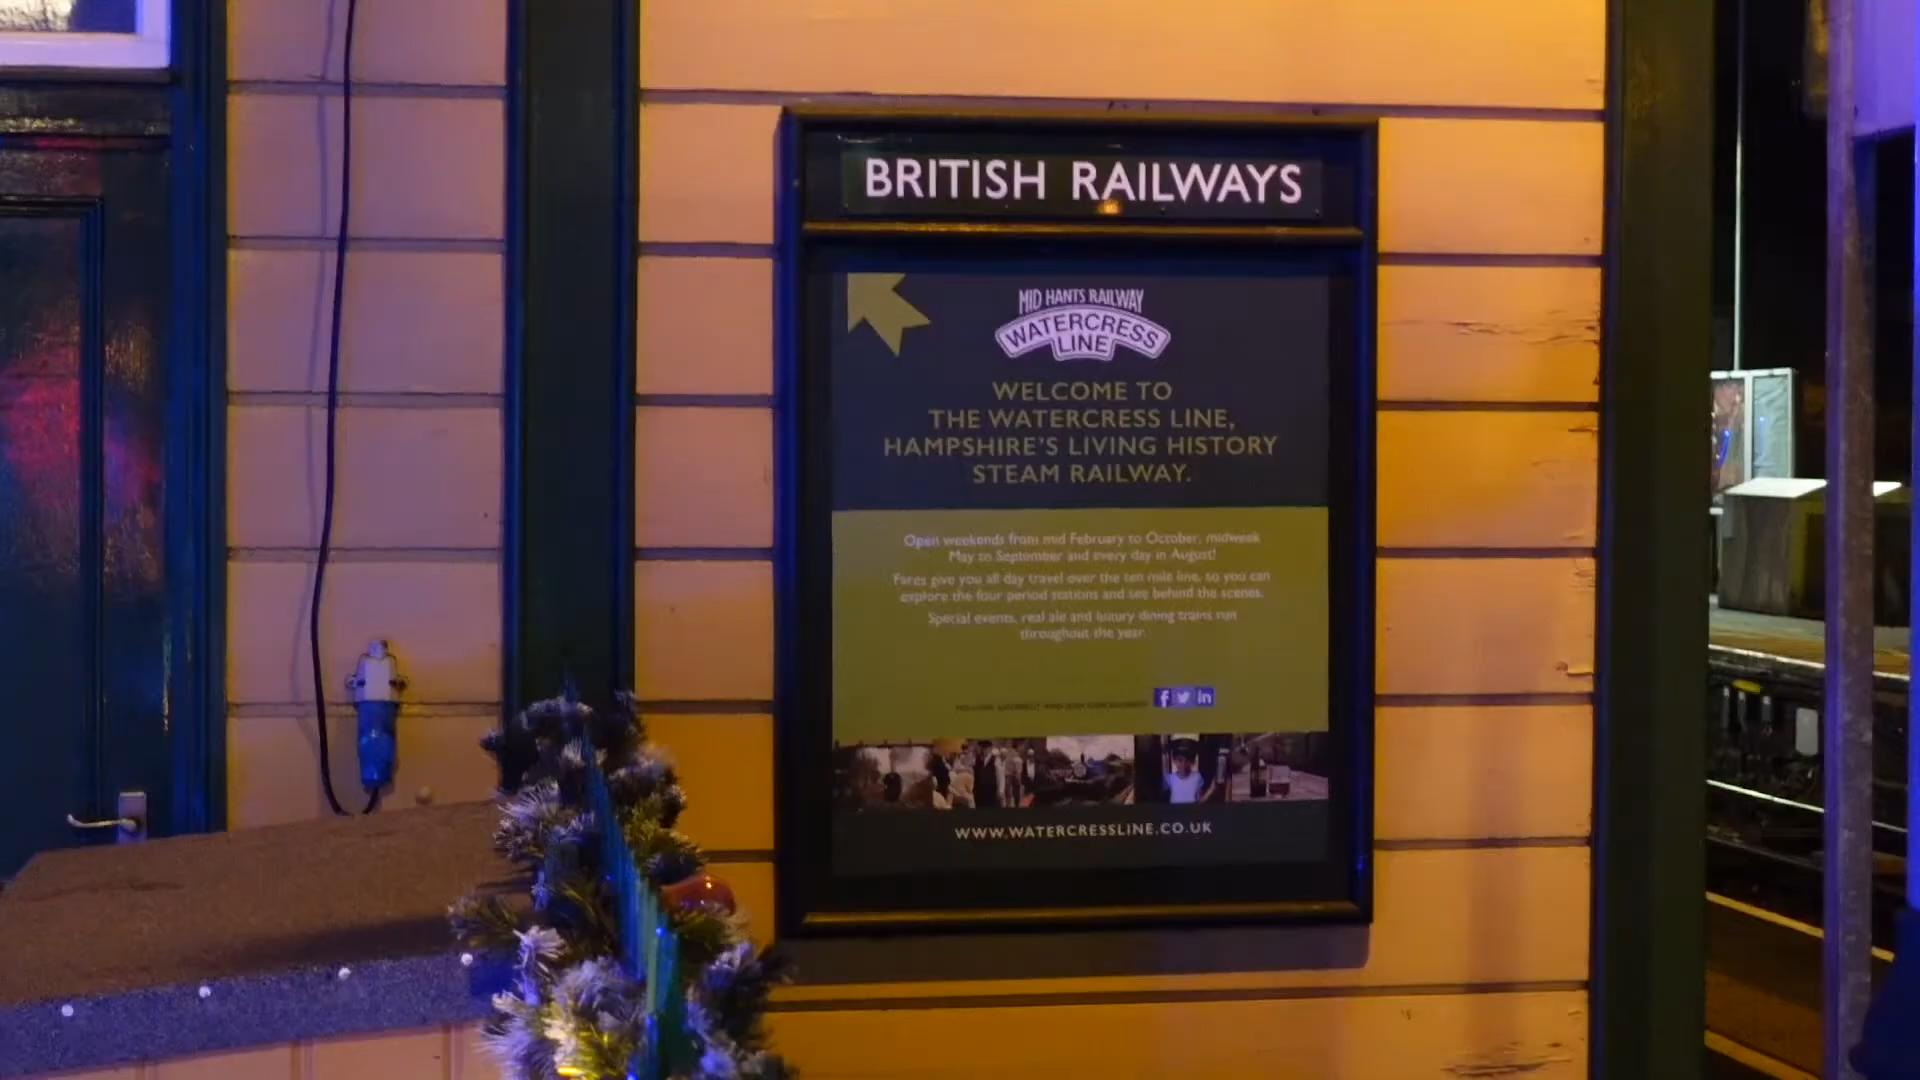 BRITISH RAILWAYS
MID HANTS RAILWAY
WATERCRESS
LINE
WELCOME TO
THE WATERCRESS LINE,
HAMPSHIRE'S LIVING HISTORY
STEAM RAILWAY.
Open weekends from mid February to October, midweek
May to September and every day in August!
Fares give you all day travel over the ten mile line, so you can
explore the four period stations and see behind the scenes.
Special events, real ale and luxury dining trains run
throughout the year.
f in
WWW.WATERCRESSLINE.CO.UK